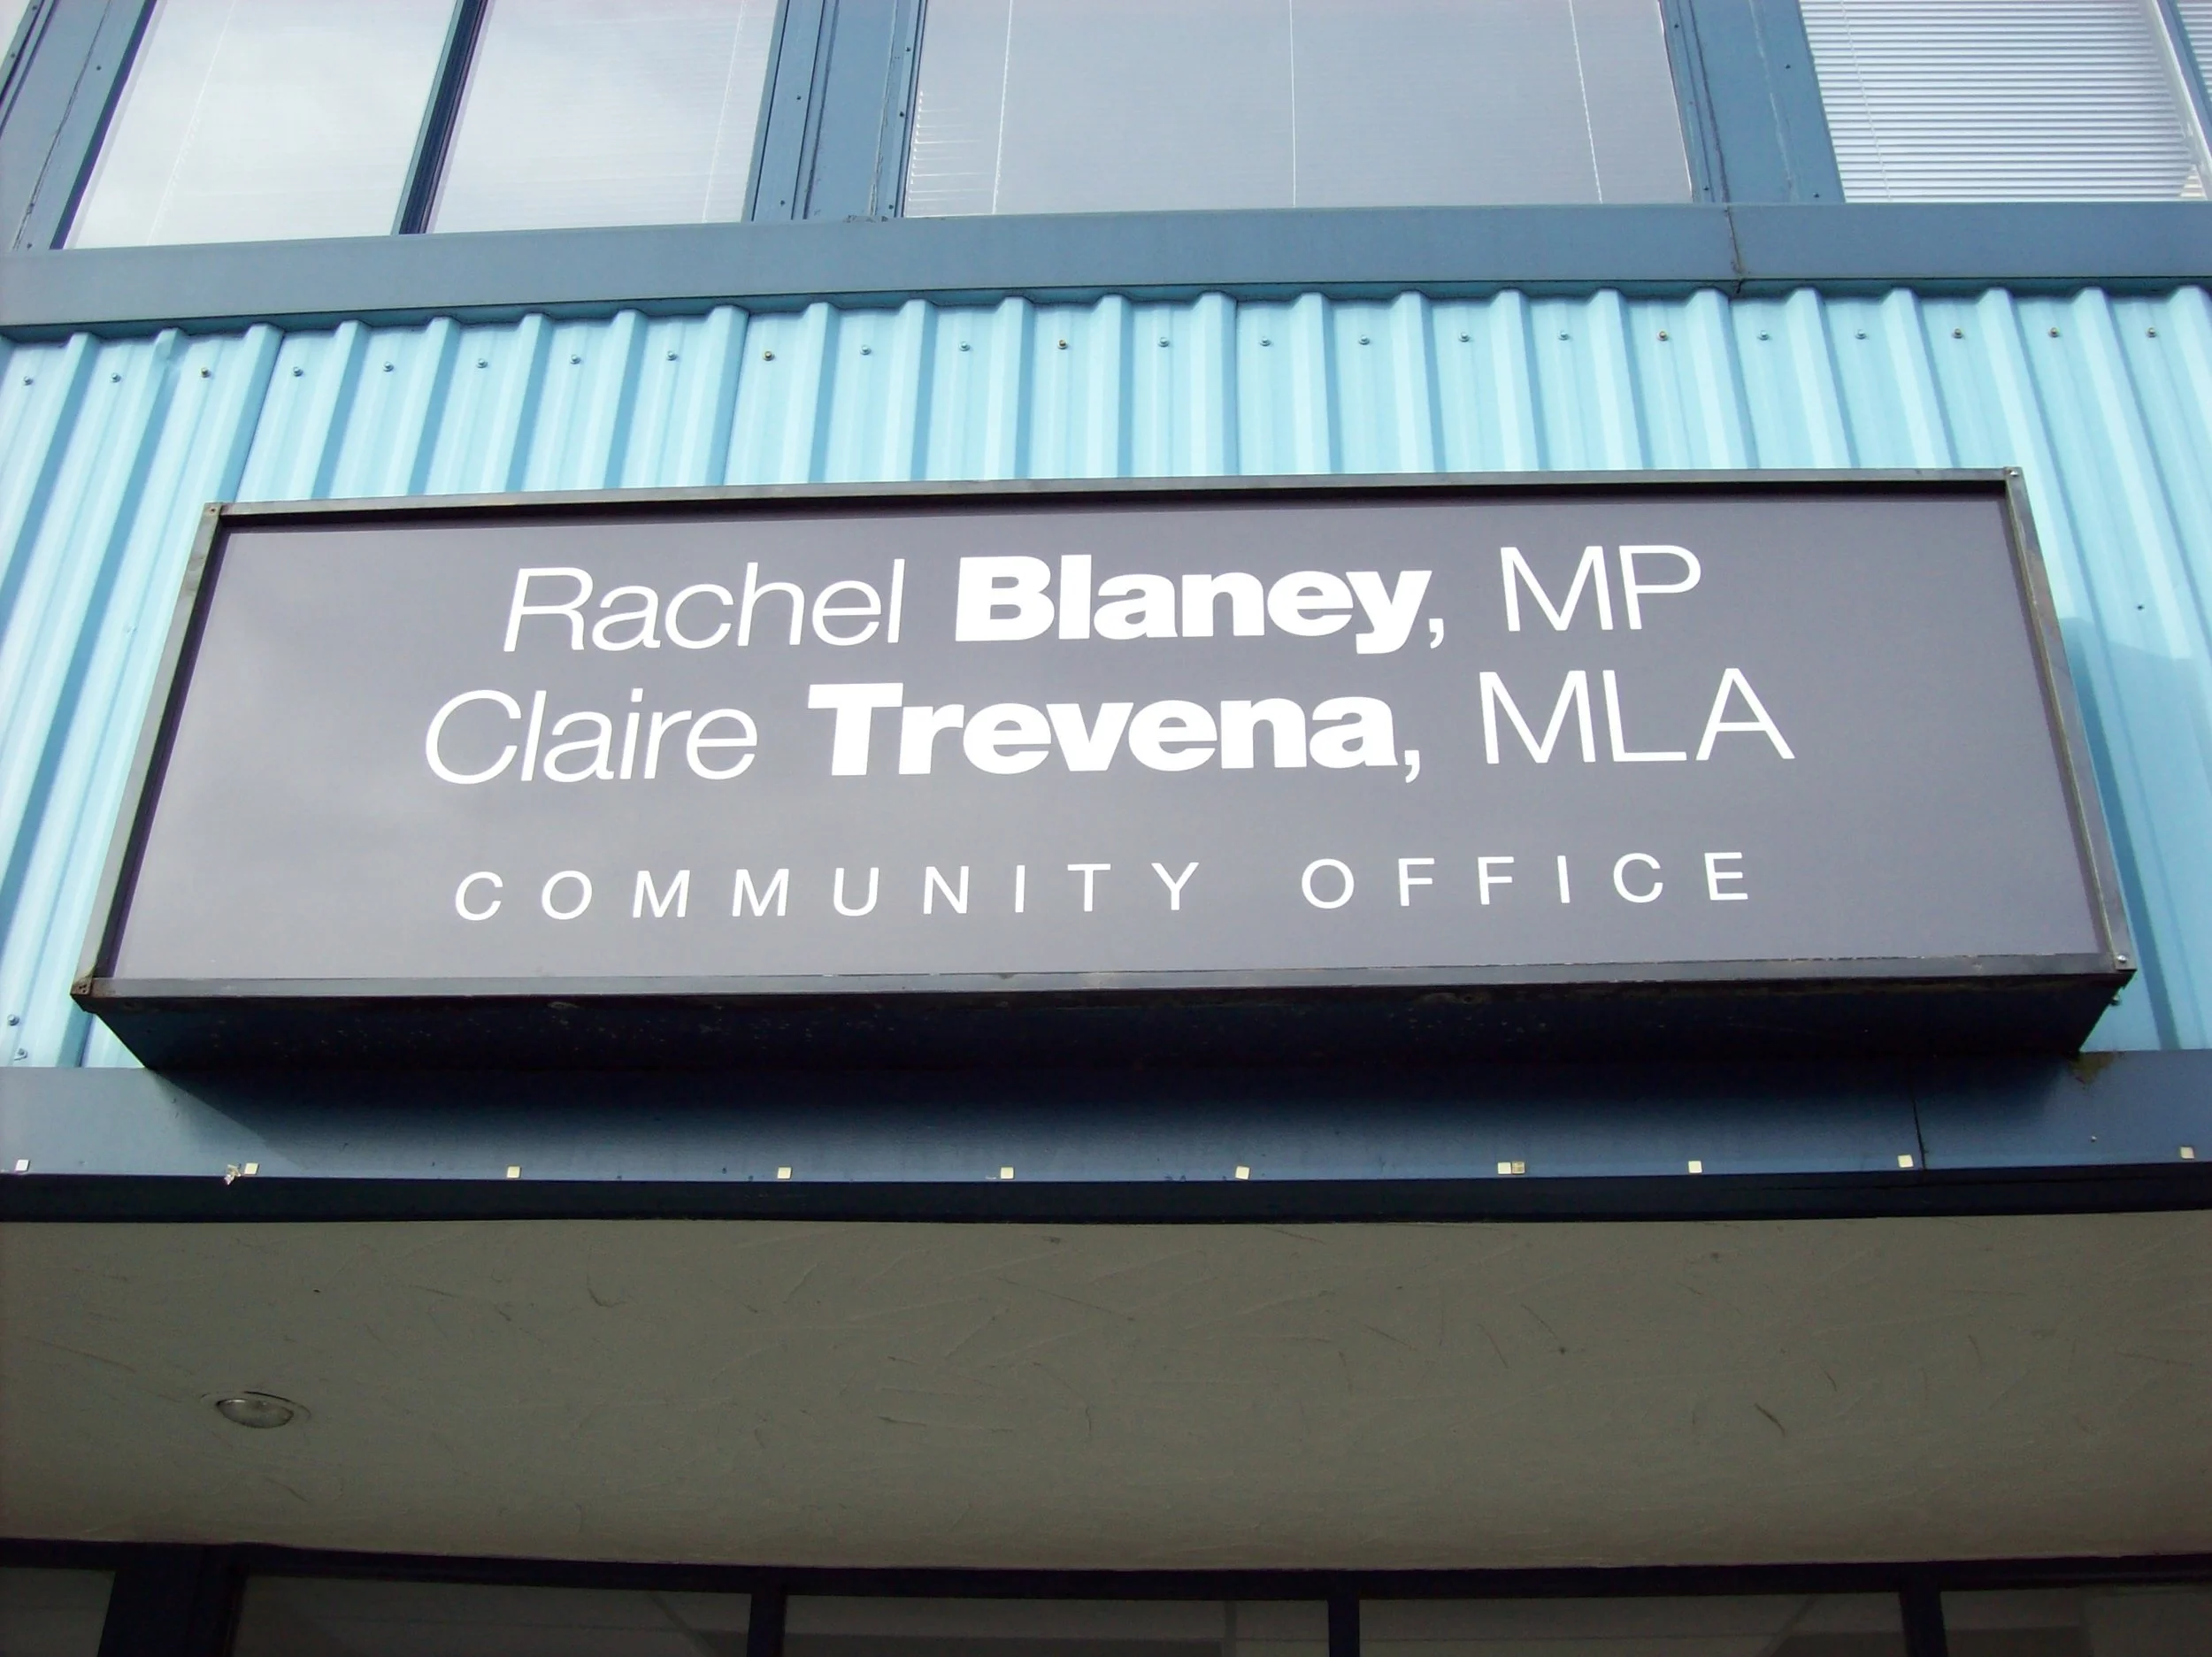 Rachel Blaney, MP
Claire Trevena, MLA
COMMUNITY OFFICE